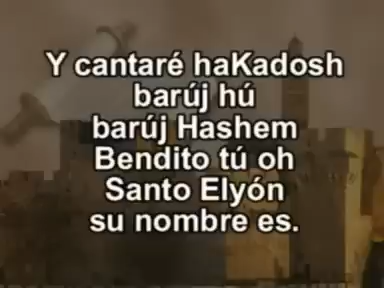 Y cantaré haKadosh
barúj hú
barúj Hashem
Bendito tú oh
Santo Elyón
su nombre es.